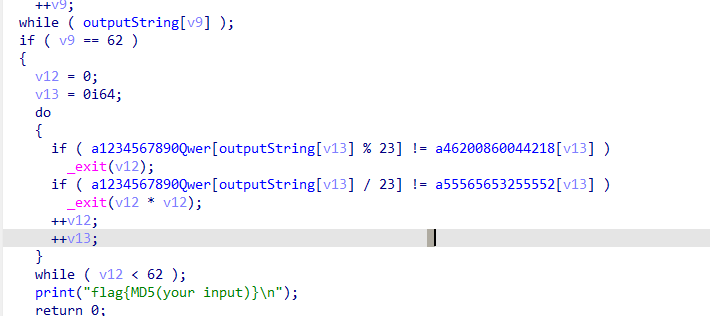 ++v9;
while ( outputString[v9] );
if ( v9 == 62 )
{
v12 = 0;
v13 = 0i64;
do
{
if ( a1234567890Qwer[outputString[v13] % 23] != a46200860044218[v13] )
_exit(v12);
if ( a1234567890Qwer[outputString[v13] / 23] != a55565653255552[v13] )
_exit(v12 * v12);
++v12;
++v13;
}
while ( v12 < 62 );
print("flag{MD5(your input)}\n");
return 0;